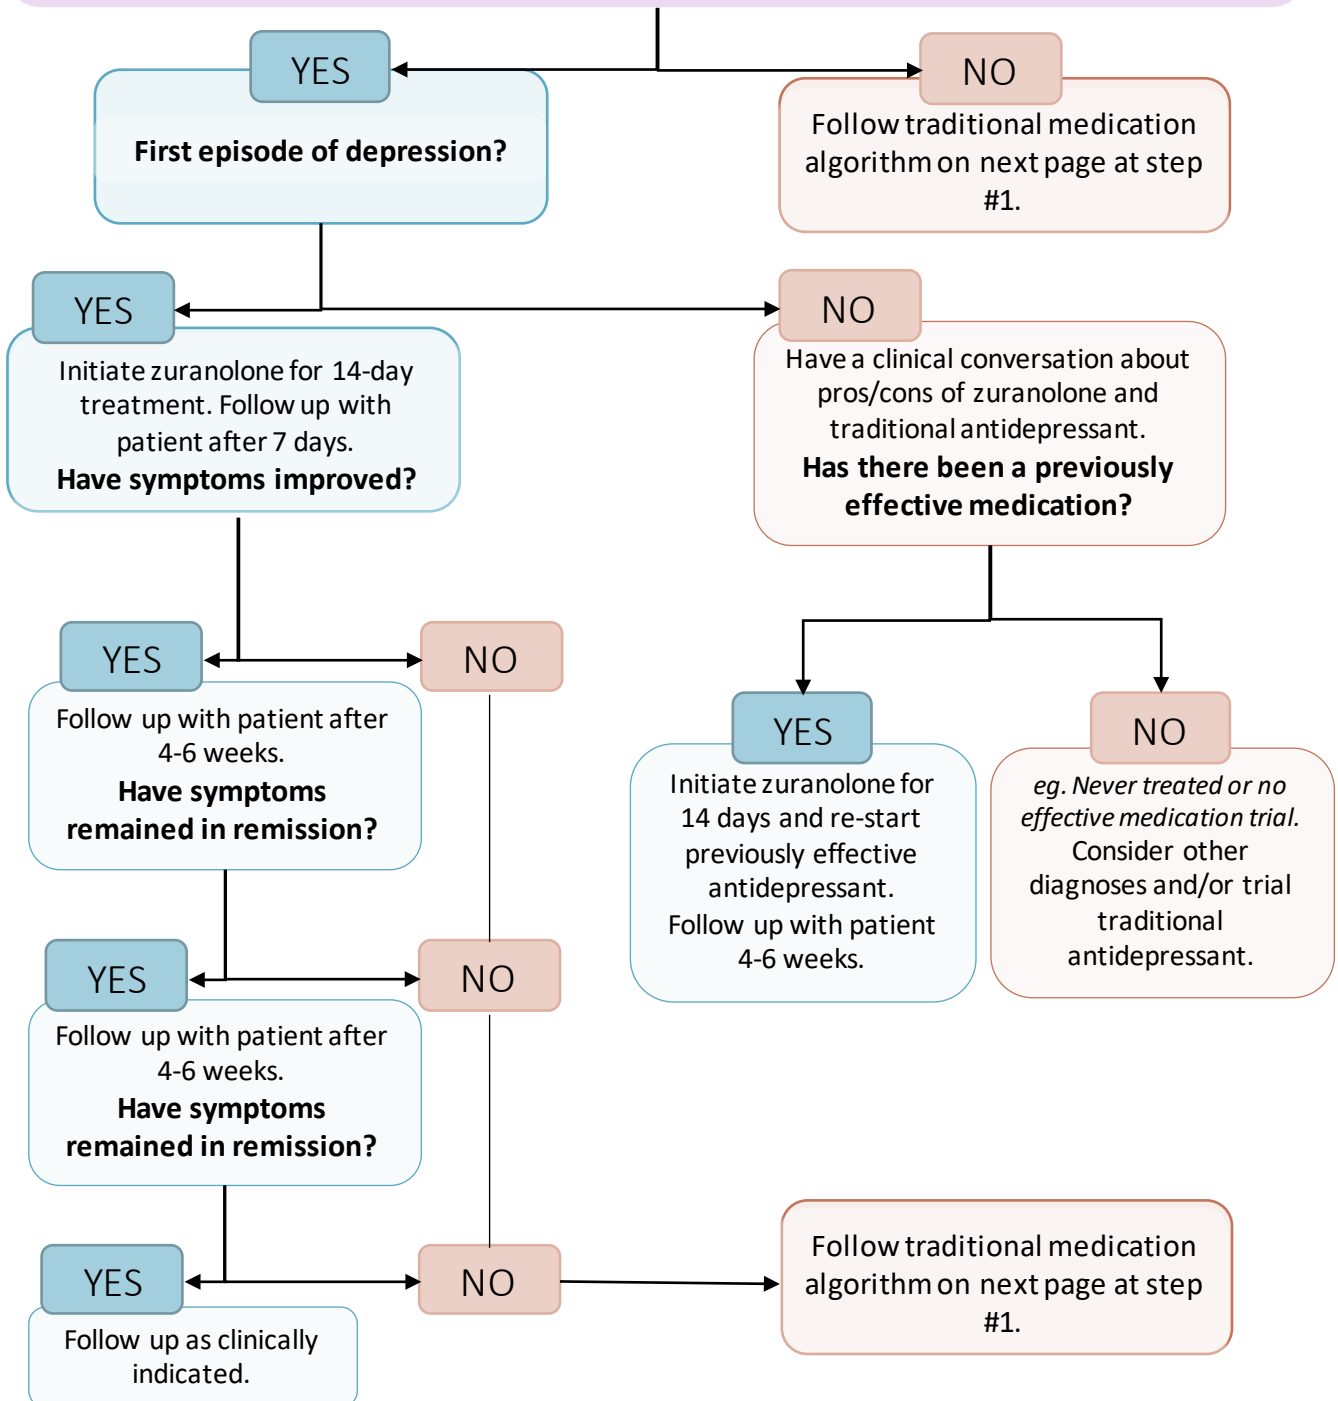 YES
NO
First episode of depression?
Follow traditional medication
algorithm on next page at step
#1.
YES
NO
Initiate zuranolone for 14-day
treatment. Follow up with
patient after 7 days.
Have symptoms improved?
Have a clinical conversation about
pros/cons of zuranolone and
traditional antidepressant.
Has there been a previously
effective medication?
YES
NO
Follow up with patient after
4-6 weeks.
Have symptoms
remained in remission?
YES
Initiate zuranolone for
14 days and re-start
previously effective
antidepressant.
Follow up with patient
4-6 weeks.
NO
eg. Never treated or no
effective medication trial.
Consider other
diagnoses and/or trial
traditional
antidepressant.
YES
NO
Follow up with patient after
4-6 weeks.
Have symptoms
remained in remission?
YES
NO
Follow traditional medication
algorithm on next page at step
#1.
Follow up as clinically
indicated.